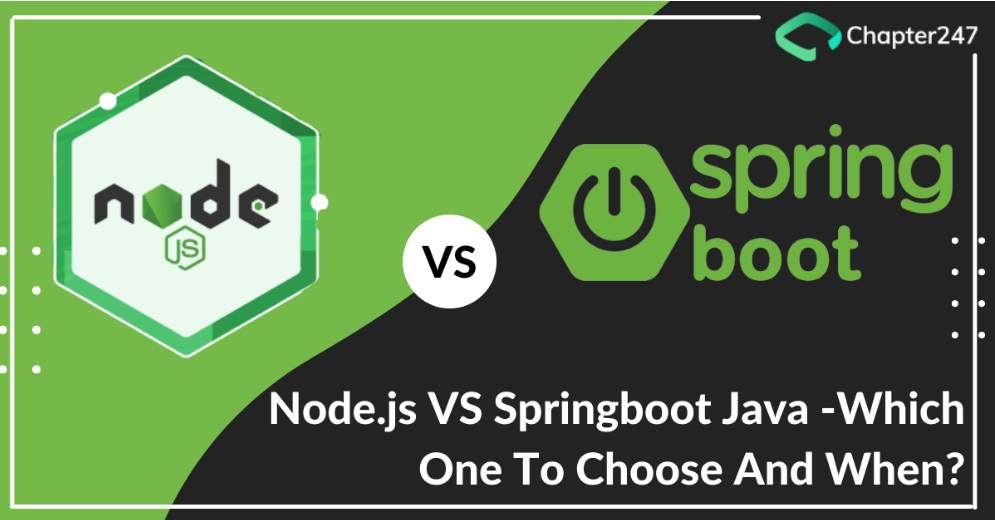 Chapter247
node
JS
VS
spring
boot
Node.js VS Springboot Java -Which
One To Choose And When?